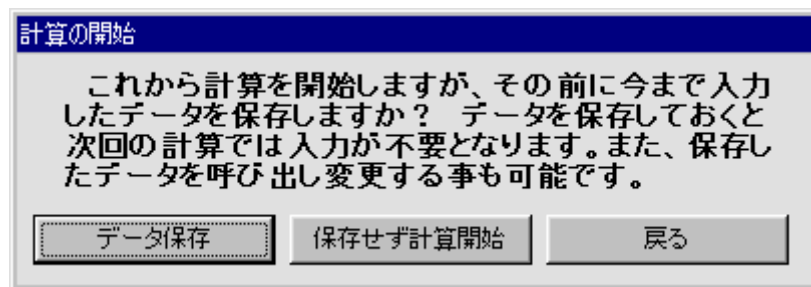 計算の開始
これから計算を開始しますが、その前に今まで入力
したデータを保存しますか？　データを保存しておくと
次回の計算では入力が不要となります。また、保存し
たデータを呼び出し変更する事も可能です。
データ保存
保存せず計算開始
戻る